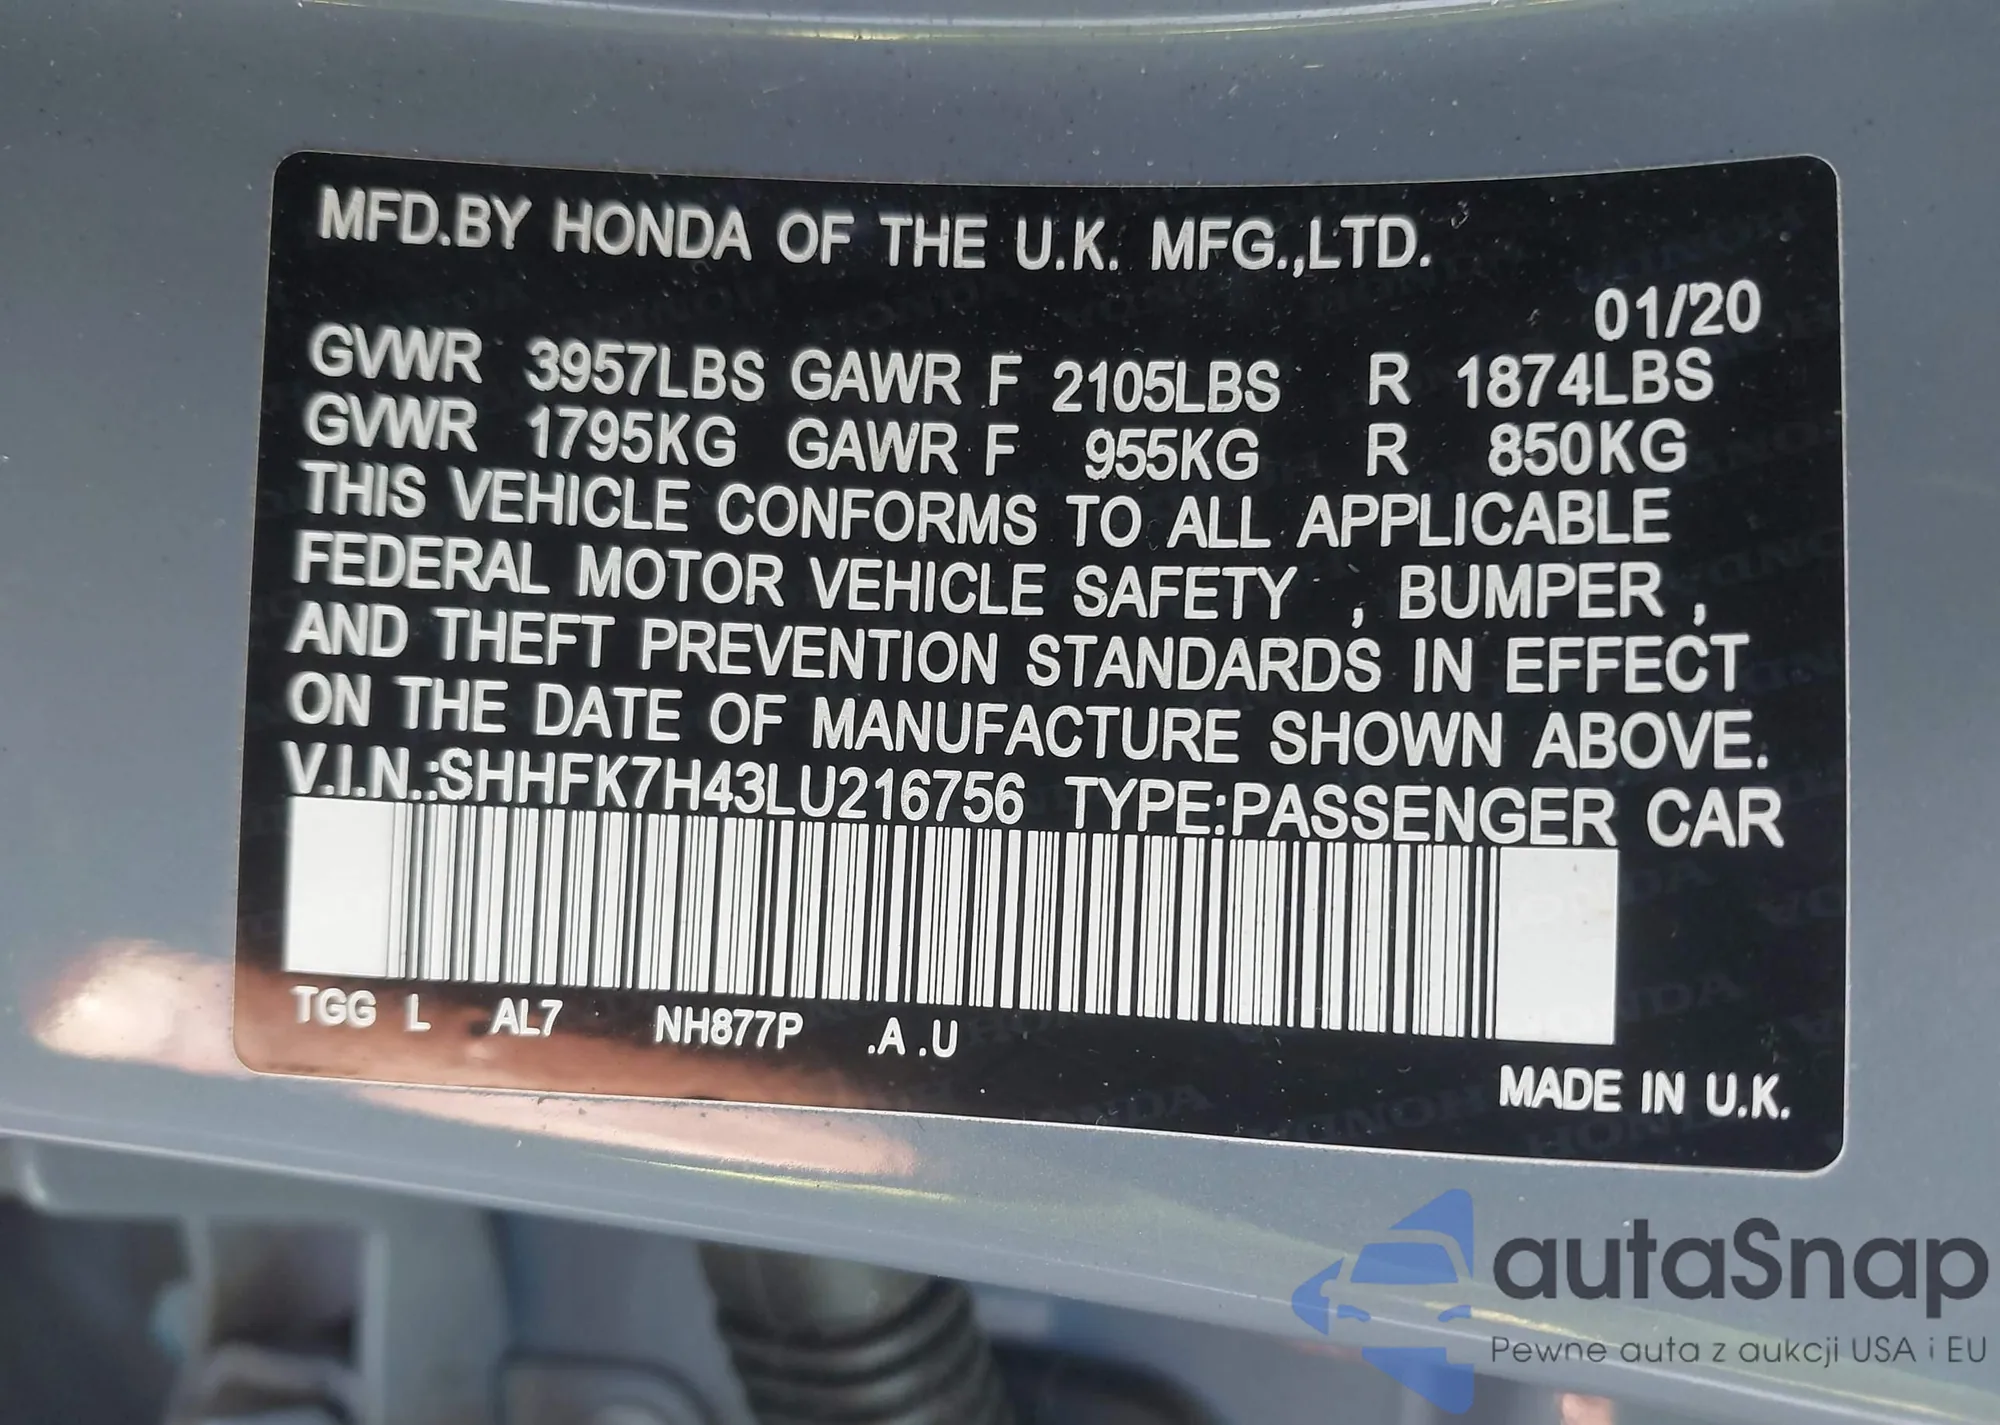 MFD.BY HONDA OF THE U.K. MFG.,LTD.
01/20
GVWR 3957LBS GAWR F 2105LBS R 1874LBS
GVWR 1795KG GAWR F 955KG R 850KG
THIS VEHICLE CONFORMS TO ALL APPLICABLE
FEDERAL MOTOR VEHICLE SAFETY , BUMPER ,
AND THEFT PREVENTION STANDARDS IN EFFECT
ON THE DATE OF MANUFACTURE SHOWN ABOVE.
V.I.N.:SHHFK7H43LU216756 TYPE:PASSENGER CAR
TGG L AL7 NH877P .A .U
MADE IN U.K.
autaSnap
Pewne auta z aukcji USA i EU